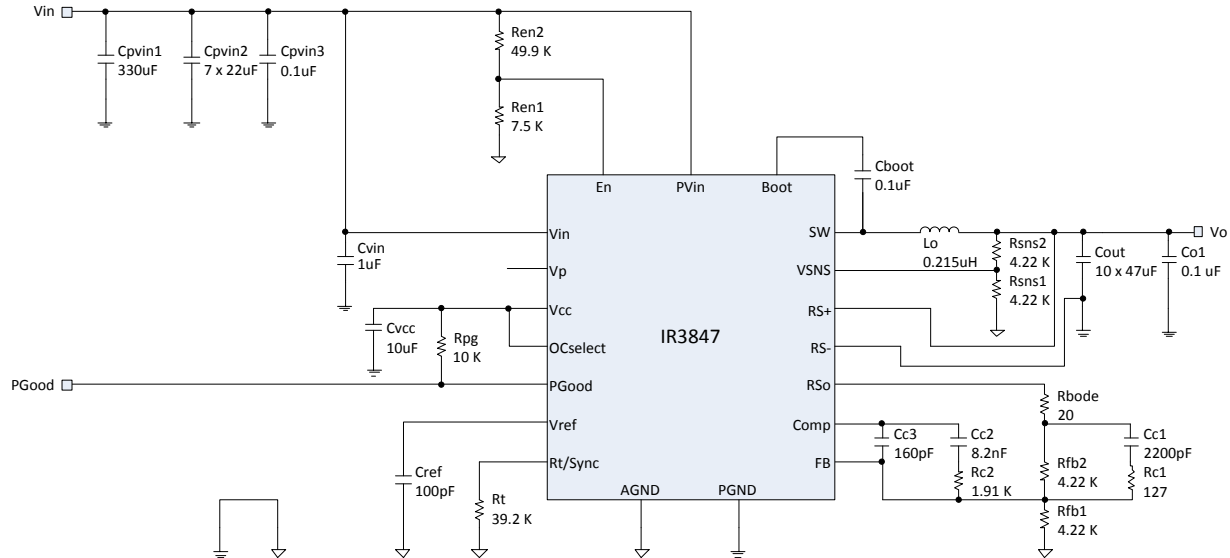 Vin
Cpvin1
330uF
Cpvin2
7 x 22uF
Cpvin3
0.1uF
Ren2
49.9 K
Ren1
7.5 K
Cboot
0.1uF
En
PVin
Boot
Vin
Cvin
1uF
Vp
Vcc
Cvcc
10uF
Rpg
10 K
OCselect
PGood
PGood
Vref
Cref
100pF
Rt/Sync
Rt
39.2 K
IR3847
AGND
PGND
SW
Lo
0.215uH
VSNS
Rsns2
4.22 K
Rsns1
4.22 K
Cout
10 x 47uF
Co1
0.1 uF
Vo
RS+
RS-
RSo
Rbode
20
Comp
Cc3
160pF
Cc2
8.2nF
Rc2
1.91 K
FB
Cc1
2200pF
Rc1
127
Rfb2
4.22 K
Rfb1
4.22 K